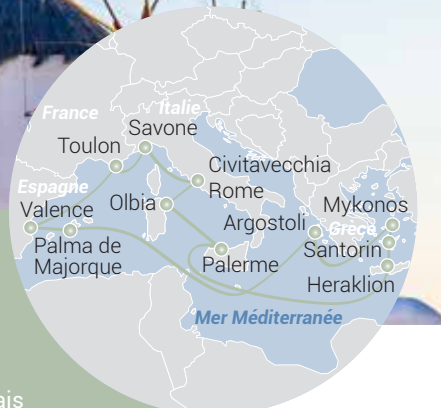 France
Italie
Savone
Toulon
Civitavecchia
Rome
Espagne
Valence
Olbia
Mykonos
Argostoli
Grèce
Palma de
Majorque
Palerme
Santorin
Heraklion
Mer Méditerranée
ais